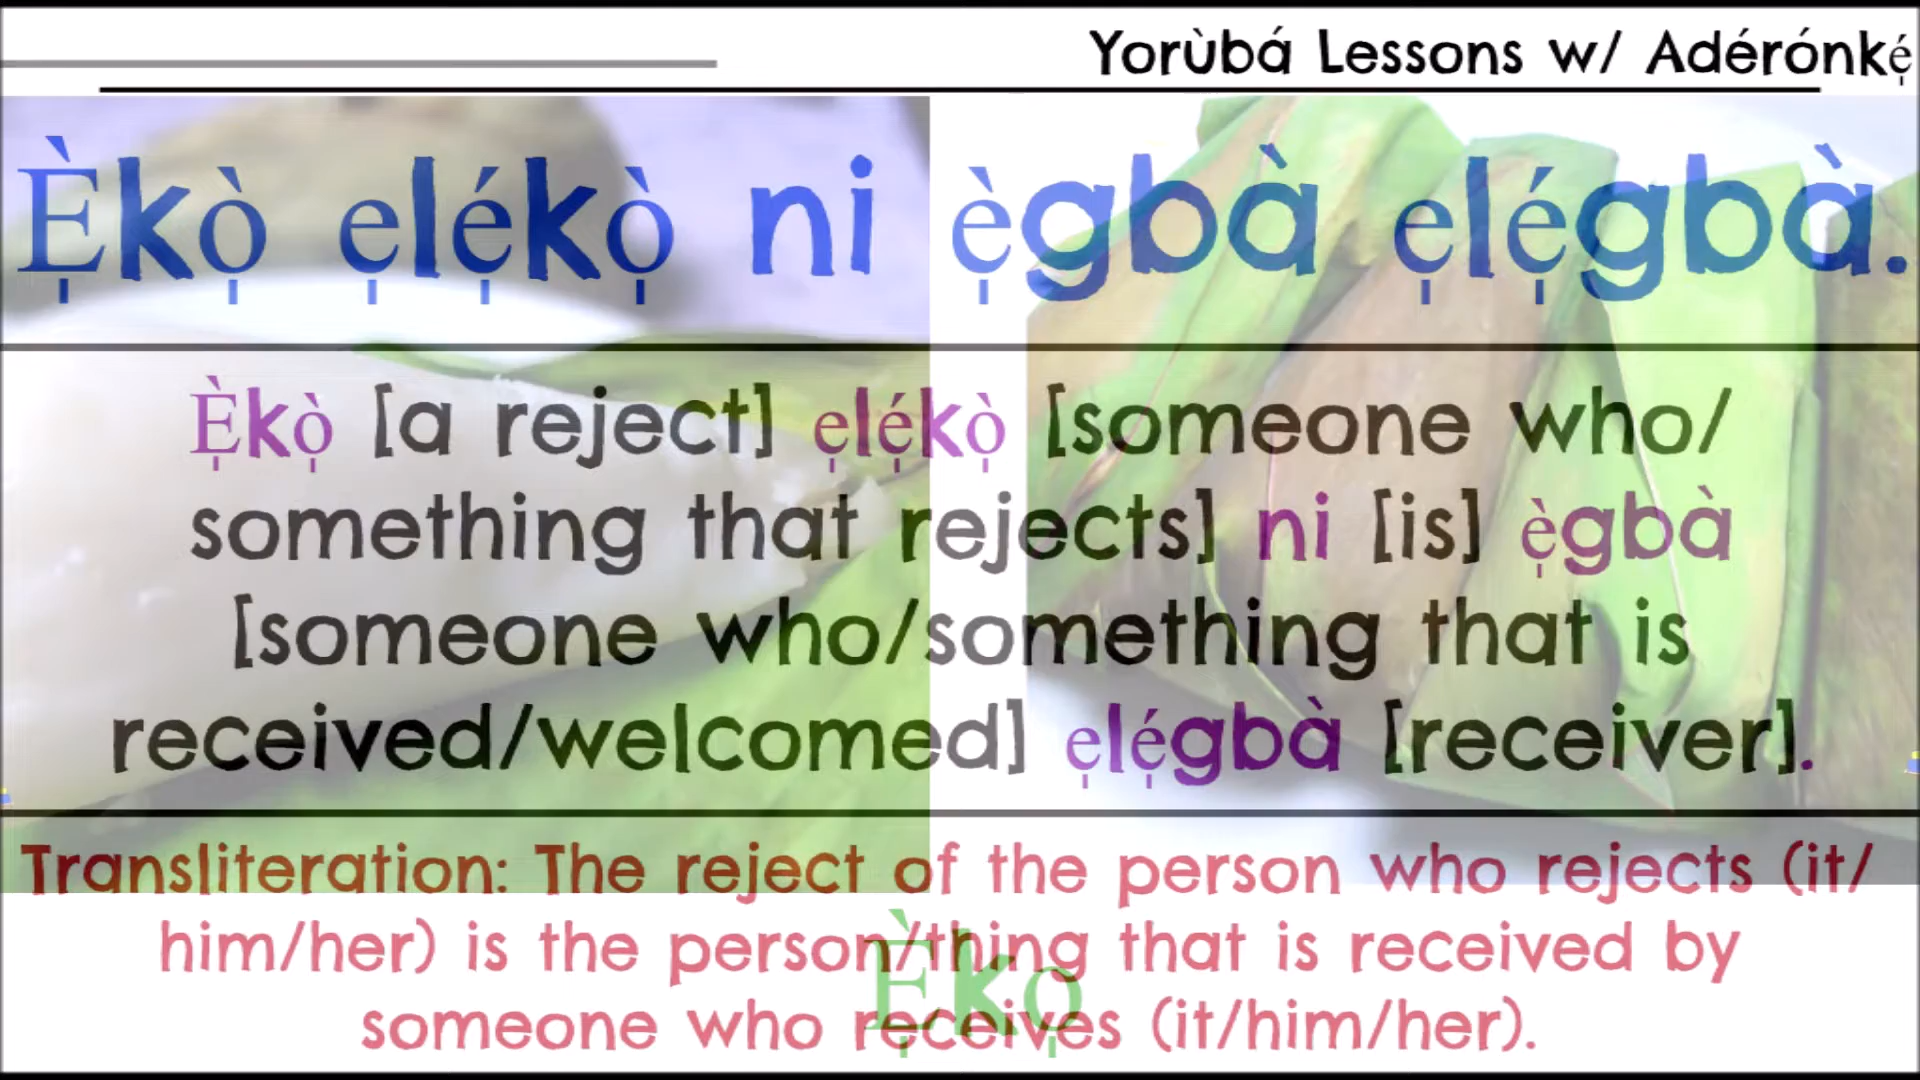 Yorùbá Lessons w/ Adérónkẹ́
Ẹ̀kọ̀ ẹlẹ́kọ̀ ni ẹ̀gbà ẹlẹ́gbà.
Ẹ̀kọ̀ [a reject] ẹlẹ́kọ̀ [someone who/
something that rejects] ni [is] ẹ̀gbà
[someone who/something that is
received/welcomed] ẹlẹ́gbà [receiver].
Transliteration: The reject of the person who rejects (it/
him/her) is the person/thing that is received by
someone who receives (it/him/her).
Ẹ̀kọ